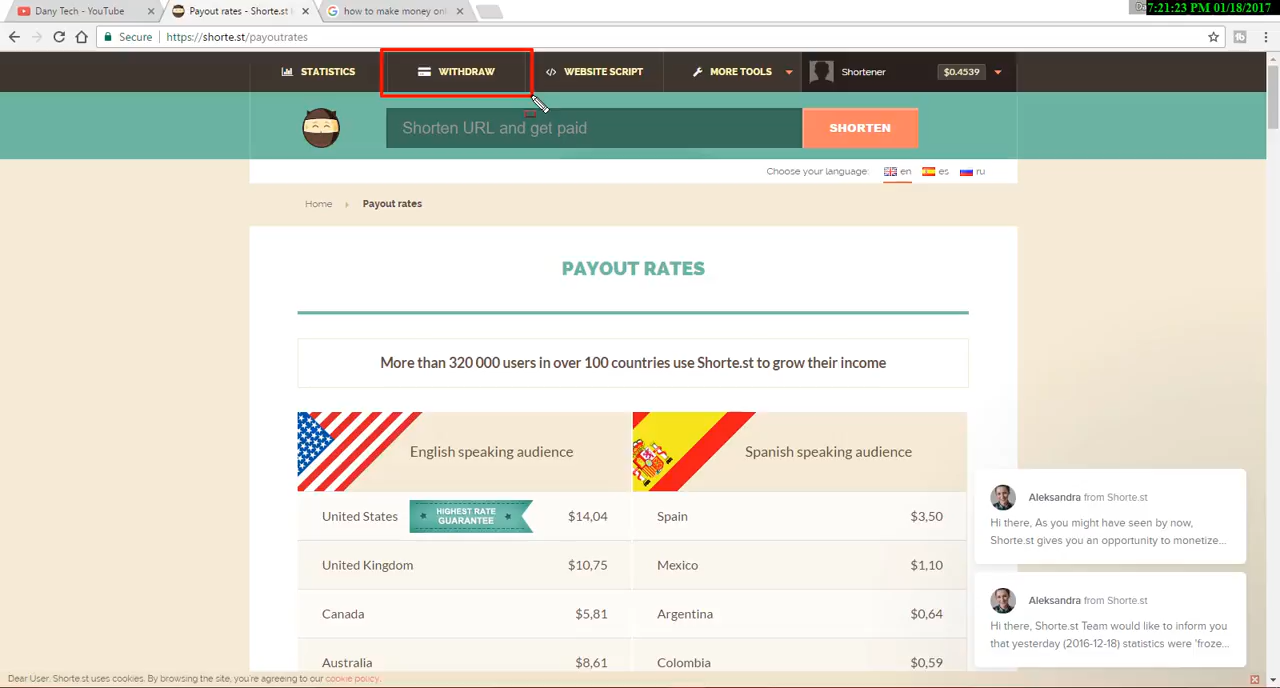 Dany Tech - YouTube
Payout rates - Shorte.st
how to make money onl
7:21:23 PM 01/18/2017
Secure
https://shorte.st/payoutrates
STATISTICS
WITHDRAW
WEBSITE SCRIPT
MORE TOOLS
Shortener
$0.4539
Shorten URL and get paid
SHORTEN
Choose your language:
en
es
ru
Home
Payout rates
PAYOUT RATES
More than 320 000 users in over 100 countries use Shorte.st to grow their income
English speaking audience
Spanish speaking audience
United States
HIGHEST RATE
GUARANTEE
$14,04
Spain
$3,50
United Kingdom
$10,75
Mexico
$1,10
Canada
$5,81
Argentina
$0,64
Australia
$8,61
Colombia
$0,59
Aleksandra from Shorte.st
Hi there, As you might have seen by now,
Shorte.st gives you an opportunity to monetize...
Aleksandra from Shorte.st
Hi there, Shorte.st Team would like to inform you
that yesterday (2016-12-18) statistics were 'froze...
Dear User. Shorte.st uses cookies. By browsing the site, you're agreeing to our cookie policy.